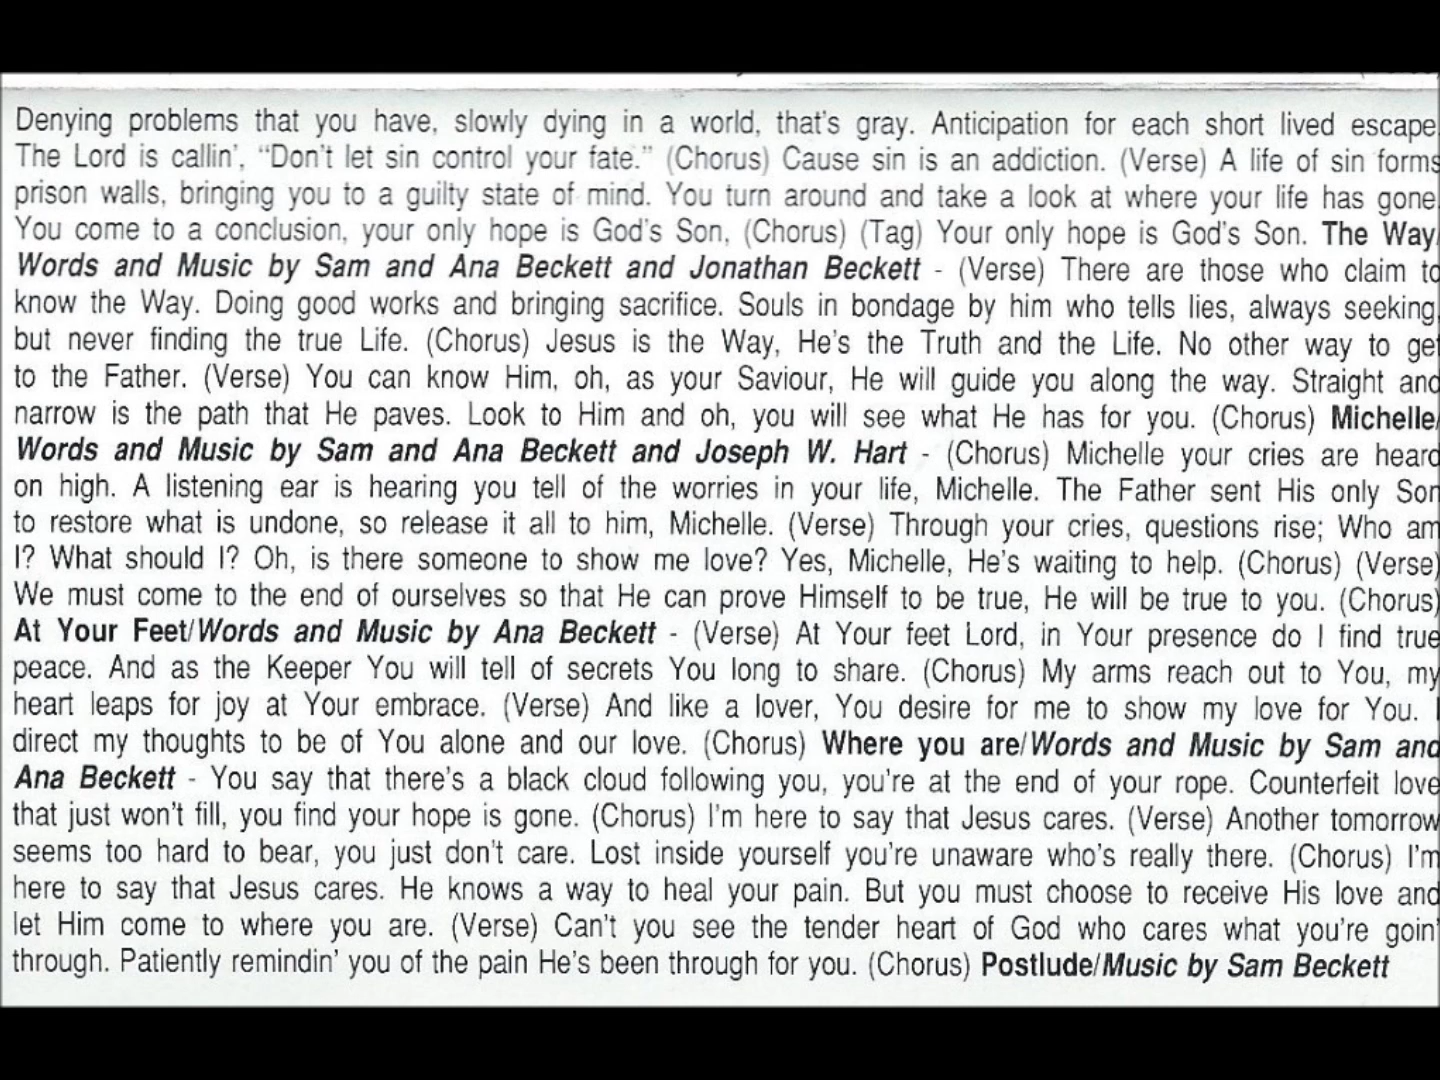 Denying problems that you have, slowly dying in a world, that's gray. Anticipation for each short lived escape.
The Lord is callin', "Don't let sin control your fate." (Chorus) Cause sin is an addiction. (Verse) A life of sin forms
prison walls, bringing you to a guilty state of mind. You turn around and take a look at where your life has gone.
You come to a conclusion, your only hope is God's Son, (Chorus) (Tag) Your only hope is God's Son. The Way/
Words and Music by Sam and Ana Beckett and Jonathan Beckett - (Verse) There are those who claim to
know the Way. Doing good works and bringing sacrifice. Souls in bondage by him who tells lies, always seeking,
but never finding the true Life. (Chorus) Jesus is the Way, He's the Truth and the Life. No other way to get
to the Father. (Verse) You can know Him, oh, as your Saviour, He will guide you along the way. Straight and
narrow is the path that He paves. Look to Him and oh, you will see what He has for you. (Chorus) Michelle/
Words and Music by Sam and Ana Beckett and Joseph W. Hart - (Chorus) Michelle your cries are heard
on high. A listening ear is hearing you tell of the worries in your life, Michelle. The Father sent His only Son
to restore what is undone, so release it all to him, Michelle. (Verse) Through your cries, questions rise; Who am
I? What should I? Oh, is there someone to show me love? Yes, Michelle, He's waiting to help. (Chorus) (Verse)
We must come to the end of ourselves so that He can prove Himself to be true, He will be true to you. (Chorus)
At Your Feet/Words and Music by Ana Beckett - (Verse) At Your feet Lord, in Your presence do I find true
peace. And as the Keeper You will tell of secrets You long to share. (Chorus) My arms reach out to You, my
heart leaps for joy at Your embrace. (Verse) And like a lover, You desire for me to show my love for You. I
direct my thoughts to be of You alone and our love. (Chorus) Where you are/Words and Music by Sam and
Ana Beckett - You say that there's a black cloud following you, you're at the end of your rope. Counterfeit love
that just won't fill, you find your hope is gone. (Chorus) I'm here to say that Jesus cares. (Verse) Another tomorrow
seems too hard to bear, you just don't care. Lost inside yourself you're unaware who's really there. (Chorus) I'm
here to say that Jesus cares. He knows a way to heal your pain. But you must choose to receive His love and
let Him come to where you are. (Verse) Can't you see the tender heart of God who cares what you're goin'
through. Patiently remindin' you of the pain He's been through for you. (Chorus) Postlude/Music by Sam Beckett